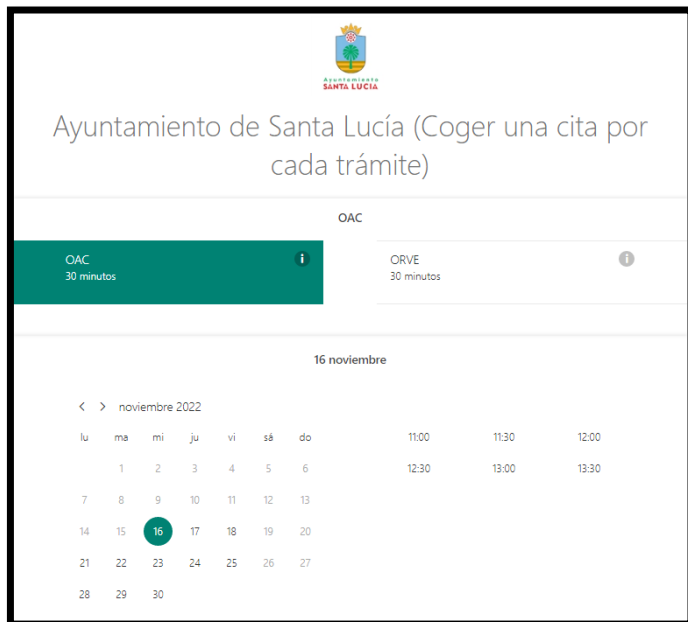 Ayuntamiento
SANTA LUCÍA
Ayuntamiento de Santa Lucía (Coger una cita por
cada trámite)
OAC
OAC
30 minutos
i
ORVE
30 minutos
i
16 noviembre
< > noviembre 2022
lu ma mi ju vi sá do
1 2 3 4 5 6
7 8 9 10 11 12 13
14 15 16 17 18 19 20
21 22 23 24 25 26 27
28 29 30
11:00 11:30 12:00
12:30 13:00 13:30